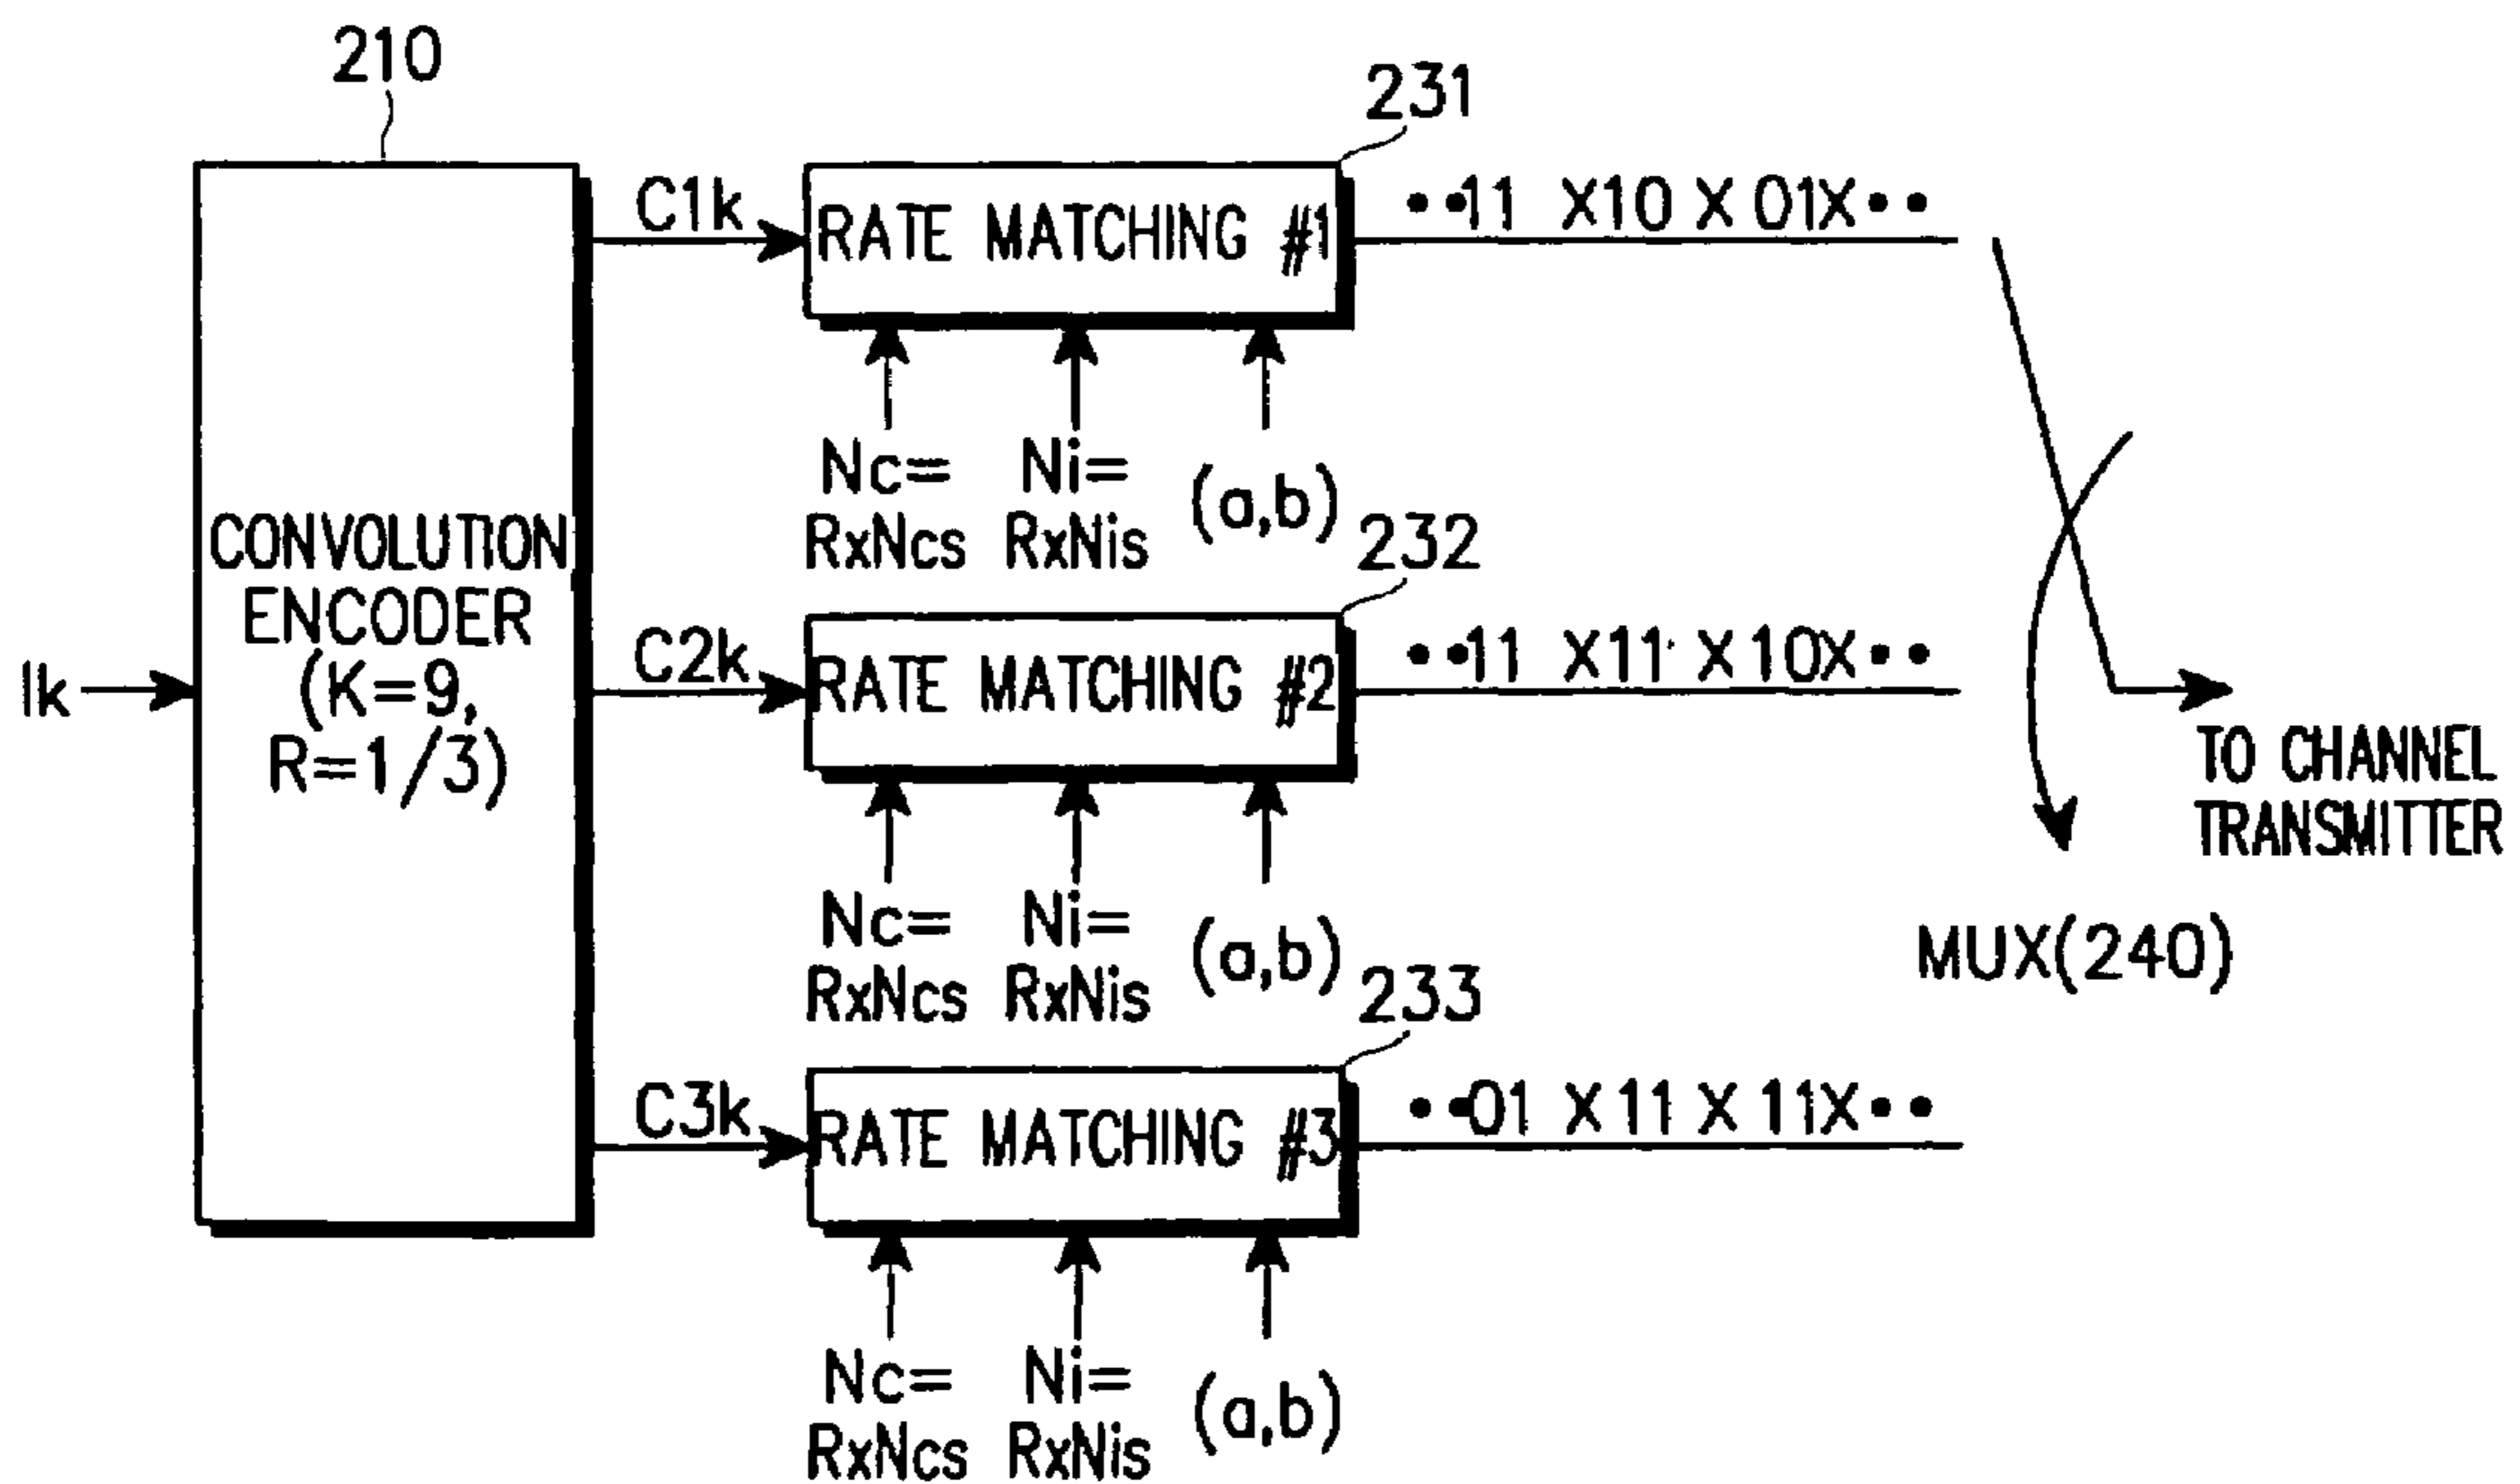 210
231
C1k
RATE MATCHING #1
••11 X10 X 01X••
Nc=
RxNcs
Ni=
RxNis
(a,b)
CONVOLUTION
ENCODER
(K=9,
R=1/3)
Ik
232
C2k
RATE MATCHING #2
••11 X11 X 10X••
TO CHANNEL
TRANSMITTER
Nc=
RxNcs
Ni=
RxNis
(a,b)
MUX(240)
233
C3k
RATE MATCHING #3
••01 X11 X 11X••
Nc=
RxNcs
Ni=
RxNis
(a,b)